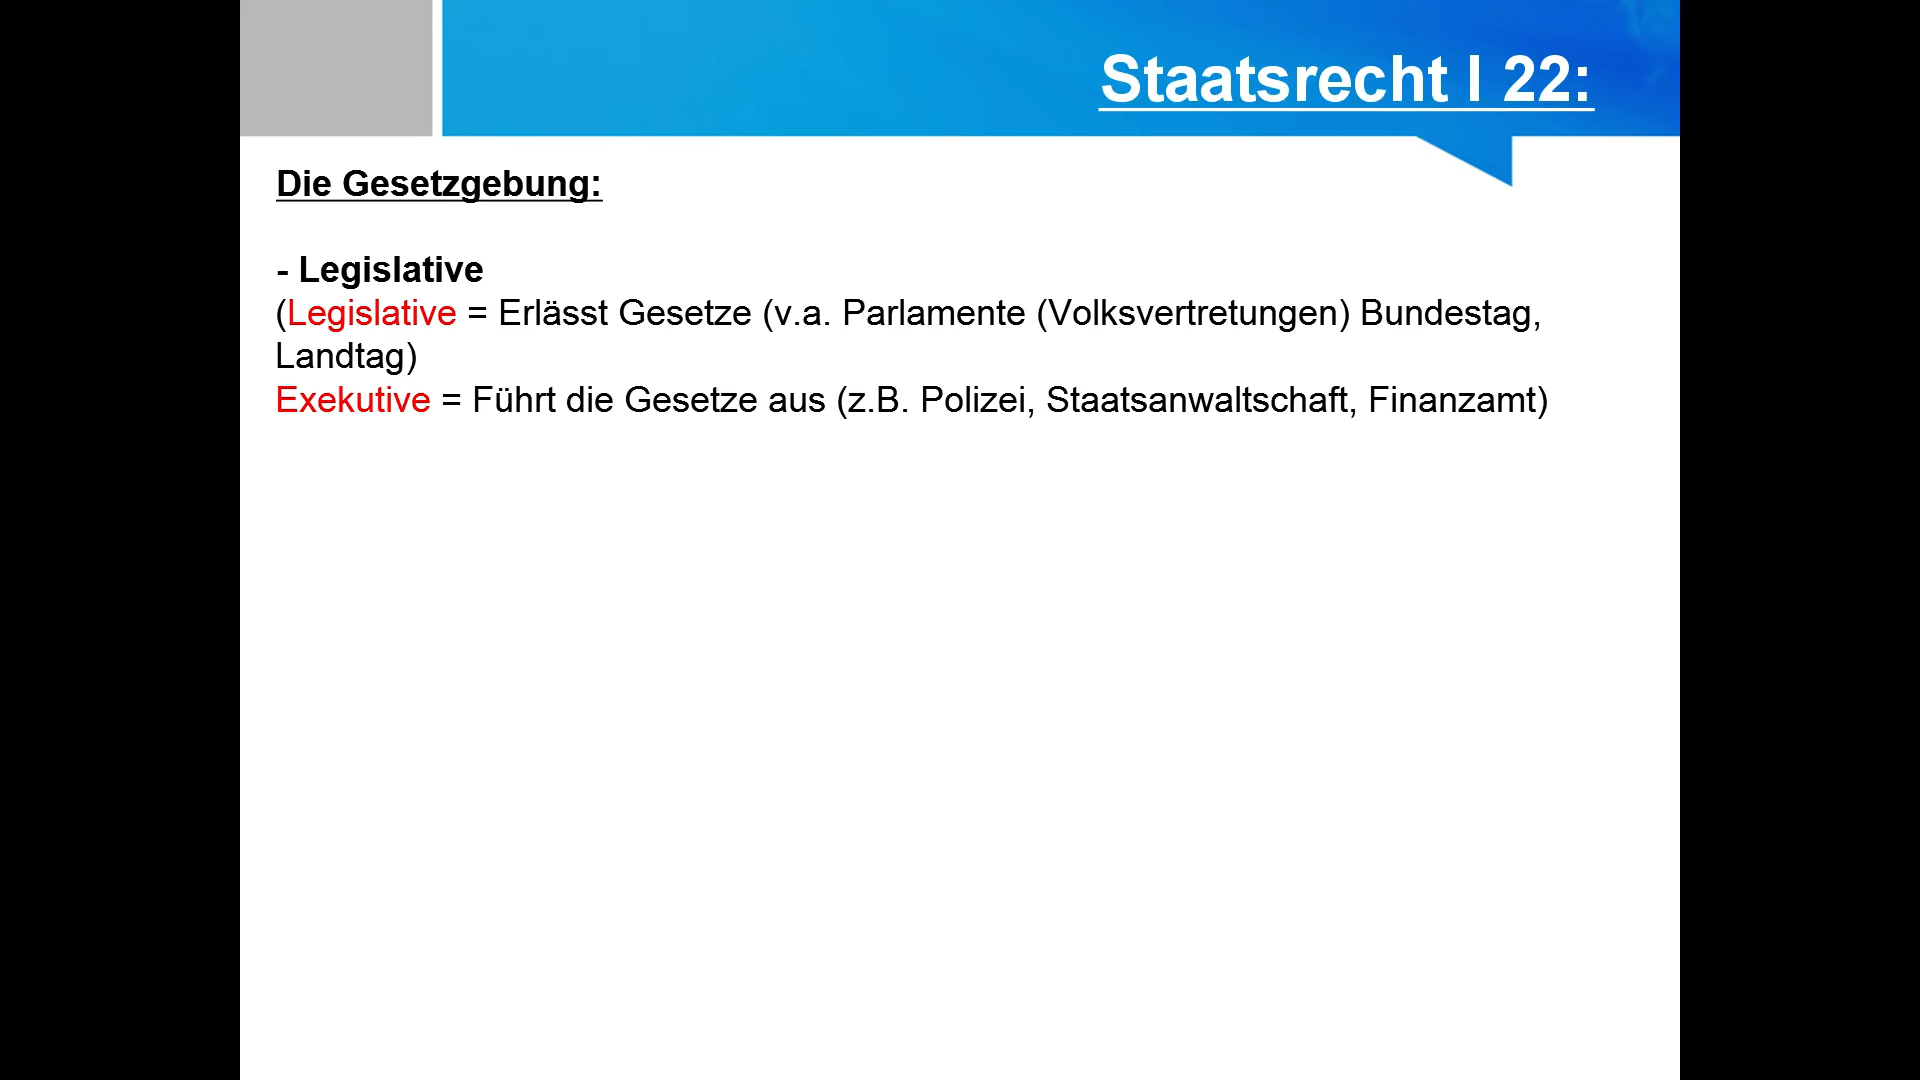 Staatsrecht I 22:
Die Gesetzgebung:
- Legislative
(Legislative = Erlässt Gesetze (v.a. Parlamente (Volksvertretungen) Bundestag,
Landtag)
Exekutive = Führt die Gesetze aus (z.B. Polizei, Staatsanwaltschaft, Finanzamt)